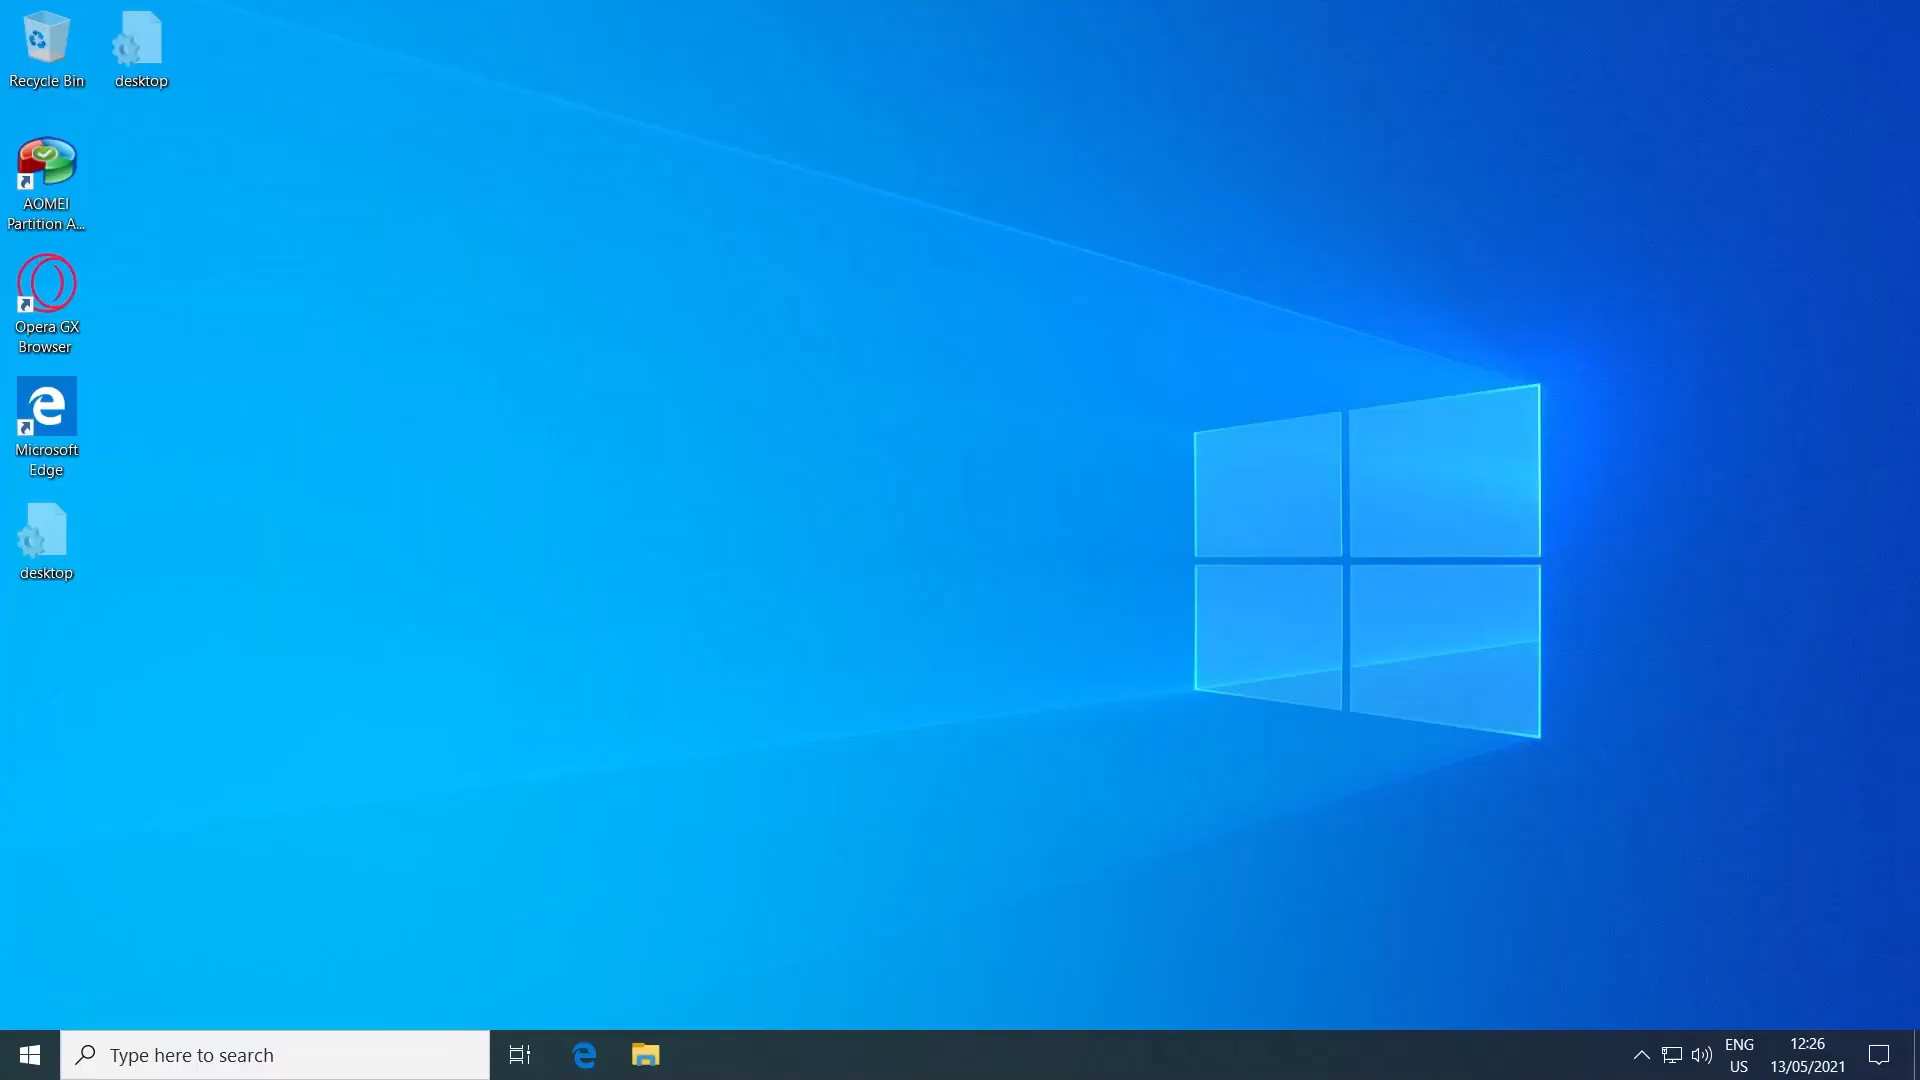 Recycle Bin
desktop
AOMEI
Partition A...
Opera GX
Browser
Microsoft
Edge
desktop
Type here to search
ENG
US
12:26
13/05/2021